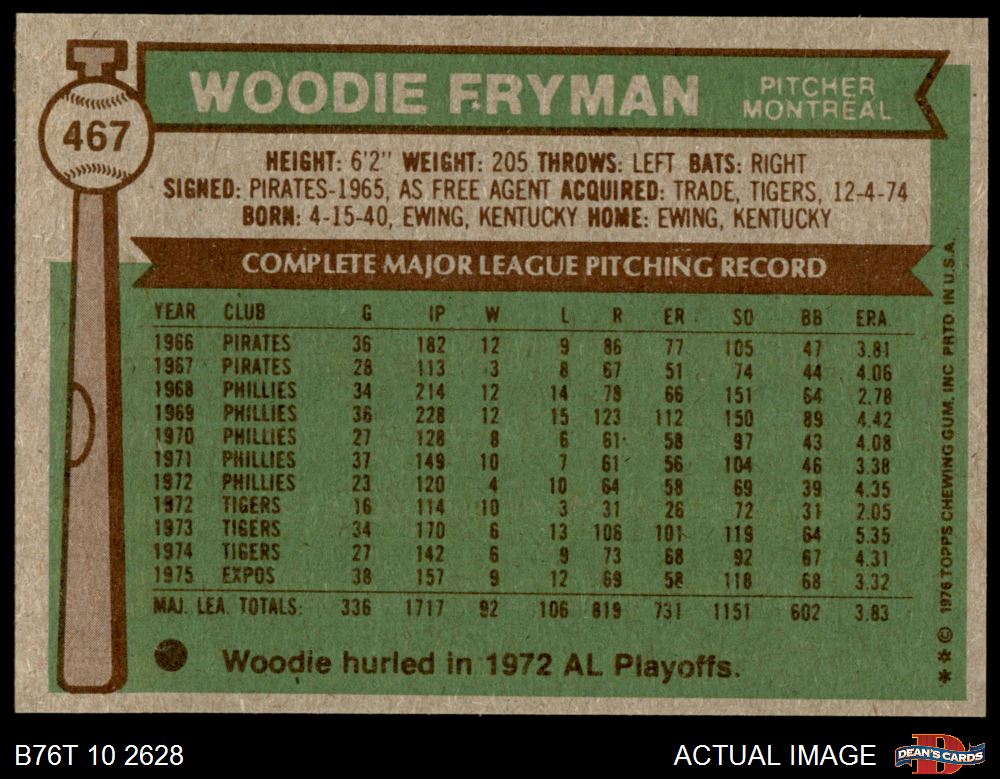 WOODIE FRYMAN
PITCHER
MONTREAL
467
HEIGHT: 6'2" WEIGHT: 205 THROWS: LEFT BATS: RIGHT
SIGNED: PIRATES-1965, AS FREE AGENT ACQUIRED: TRADE, TIGERS, 12-4-74
BORN: 4-15-40, EWING, KENTUCKY HOME: EWING, KENTUCKY
COMPLETE MAJOR LEAGUE PITCHING RECORD
YEAR CLUB G IP W L R ER SO BB ERA
1966 PIRATES 36 182 12 9 86 77 105 47 3.81
1967 PIRATES 28 113 3 8 67 51 74 44 4.06
1968 PHILLIES 34 214 12 14 78 66 151 64 2.78
1969 PHILLIES 36 228 12 15 123 112 150 89 4.42
1970 PHILLIES 27 128 8 6 61 58 97 43 4.08
1971 PHILLIES 37 149 10 7 61 56 104 46 3.38
1972 PHILLIES 23 120 4 10 64 58 69 39 4.35
1972 TIGERS 16 114 10 3 31 26 72 31 2.05
1973 TIGERS 34 170 6 13 106 101 119 64 5.35
1974 TIGERS 27 142 6 9 73 68 92 67 4.31
1975 EXPOS 38 157 9 12 69 58 118 68 3.32
MAJ. LEA. TOTALS: 336 1717 92 106 819 731 1151 602 3.83
Woodie hurled in 1972 AL Playoffs.
** © 1976 TOPPS CHEWING GUM, INC PRTD. IN U.S.A.
B76T 10 2628
ACTUAL IMAGE
DEAN'S CARDS